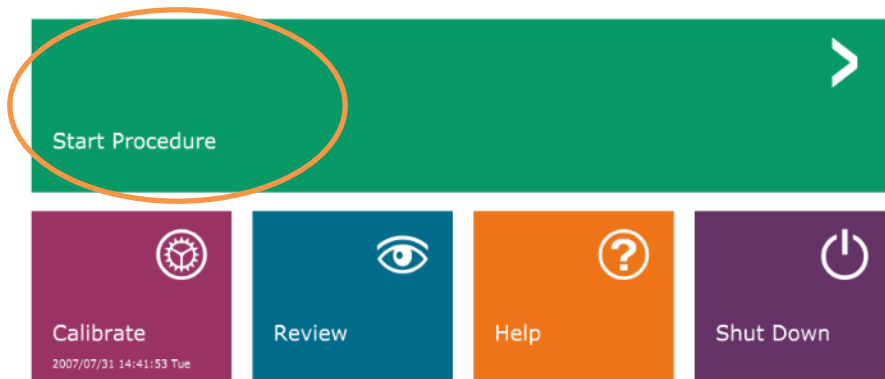 Start Procedure
Calibrate
2007/07/31 14:41:53 Tue
Review
Help
Shut Down